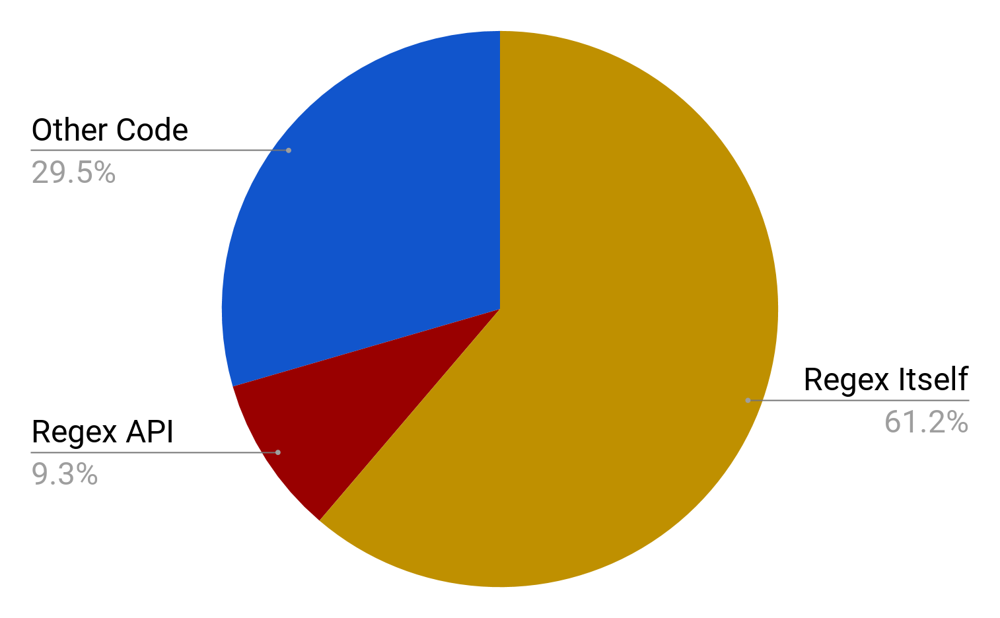 Other Code
29.5%
Regex Itself
61.2%
Regex API
9.3%